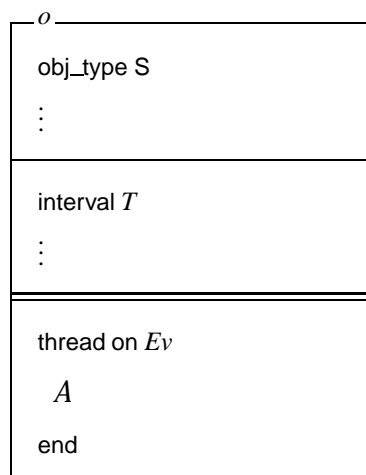 o
obj_type S
⋮
interval T
⋮
thread on Ev
A
end